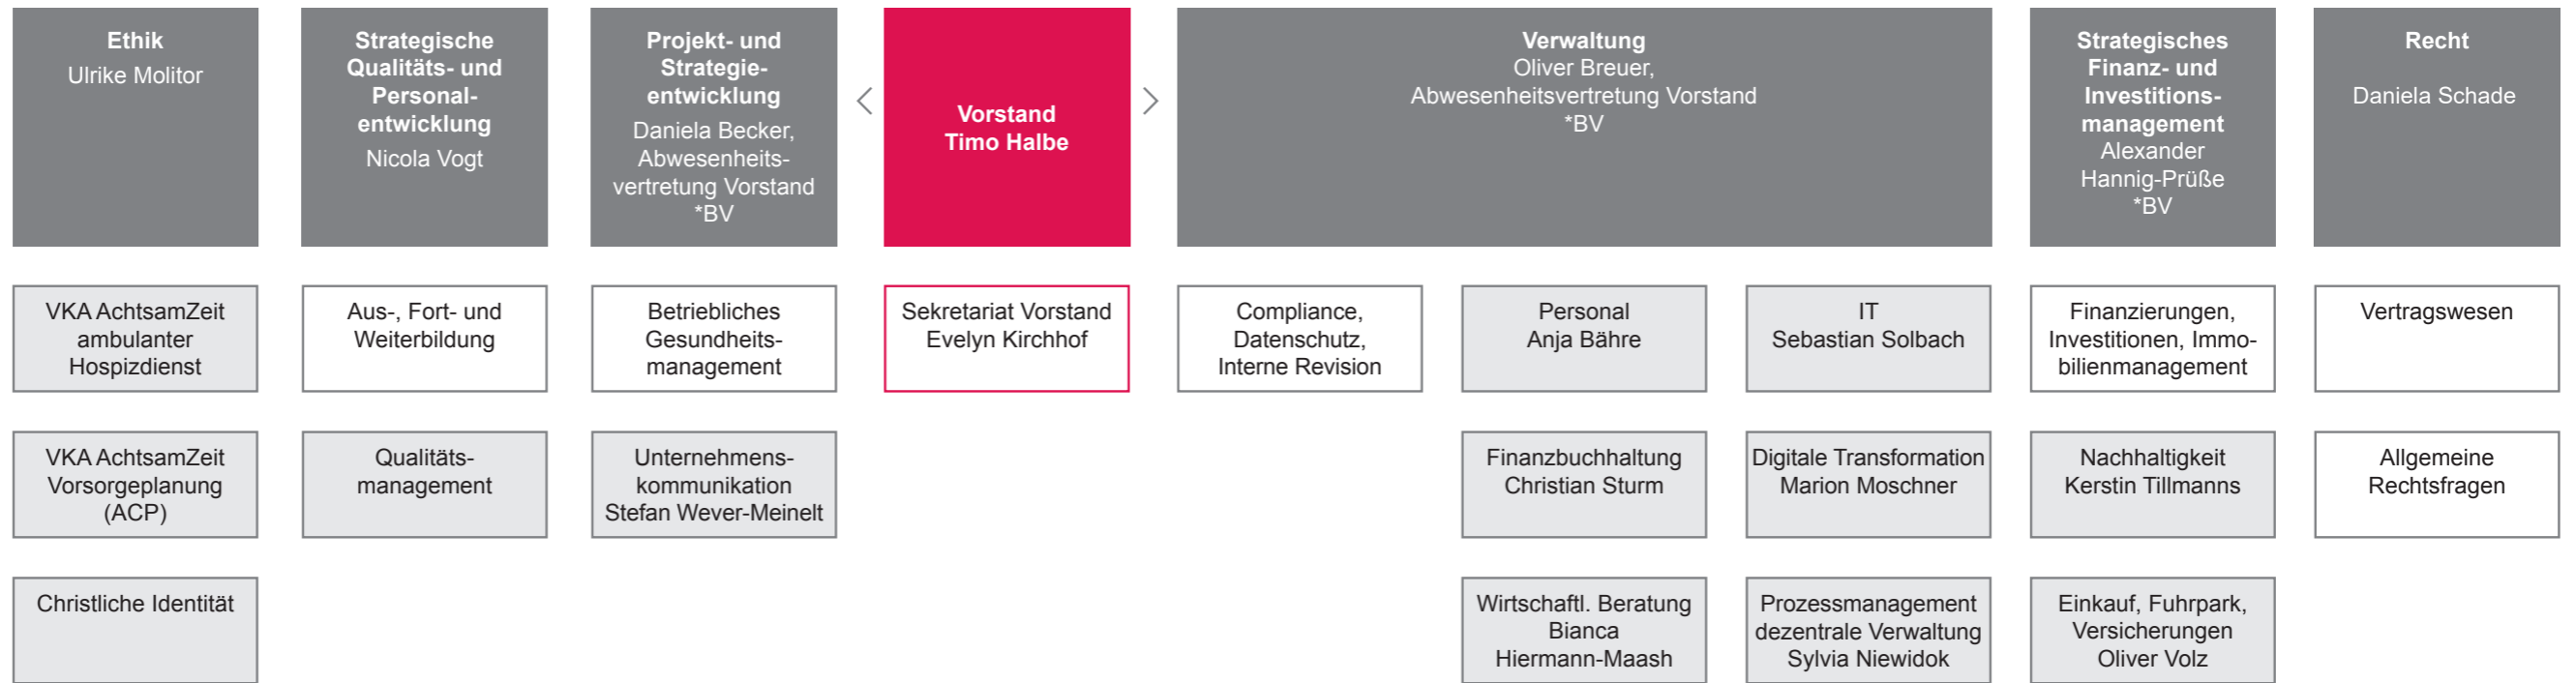 Ethik
Ulrike Molitor
Strategische
Qualitäts- und
Personal-
entwicklung
Nicola Vogt
Projekt- und
Strategie-
entwicklung
Daniela Becker,
Abwesenheits-
vertretung Vorstand
*BV
<
Vorstand
Timo Halbe
>
Verwaltung
Oliver Breuer,
Abwesenheitsvertretung Vorstand
*BV
Strategisches
Finanz- und
Investitions-
management
Alexander
Hannig-Prüße
*BV
Recht
Daniela Schade
VKA AchtsamZeit
ambulanter
Hospizdienst
Aus-, Fort- und
Weiterbildung
Betriebliches
Gesundheits-
management
Sekretariat Vorstand
Evelyn Kirchhof
Compliance,
Datenschutz,
Interne Revision
Personal
Anja Bähre
IT
Sebastian Solbach
Finanzierungen,
Investitionen, Immo-
bilienmanagement
Vertragswesen
VKA AchtsamZeit
Vorsorgeplanung
(ACP)
Qualitäts-
management
Unternehmens-
kommunikation
Stefan Wever-Meinelt
Finanzbuchhaltung
Christian Sturm
Digitale Transformation
Marion Moschner
Nachhaltigkeit
Kerstin Tillmanns
Allgemeine
Rechtsfragen
Christliche Identität
Wirtschaftl. Beratung
Bianca
Hiermann-Maash
Prozessmanagement
dezentrale Verwaltung
Sylvia Niewidok
Einkauf, Fuhrpark,
Versicherungen
Oliver Volz